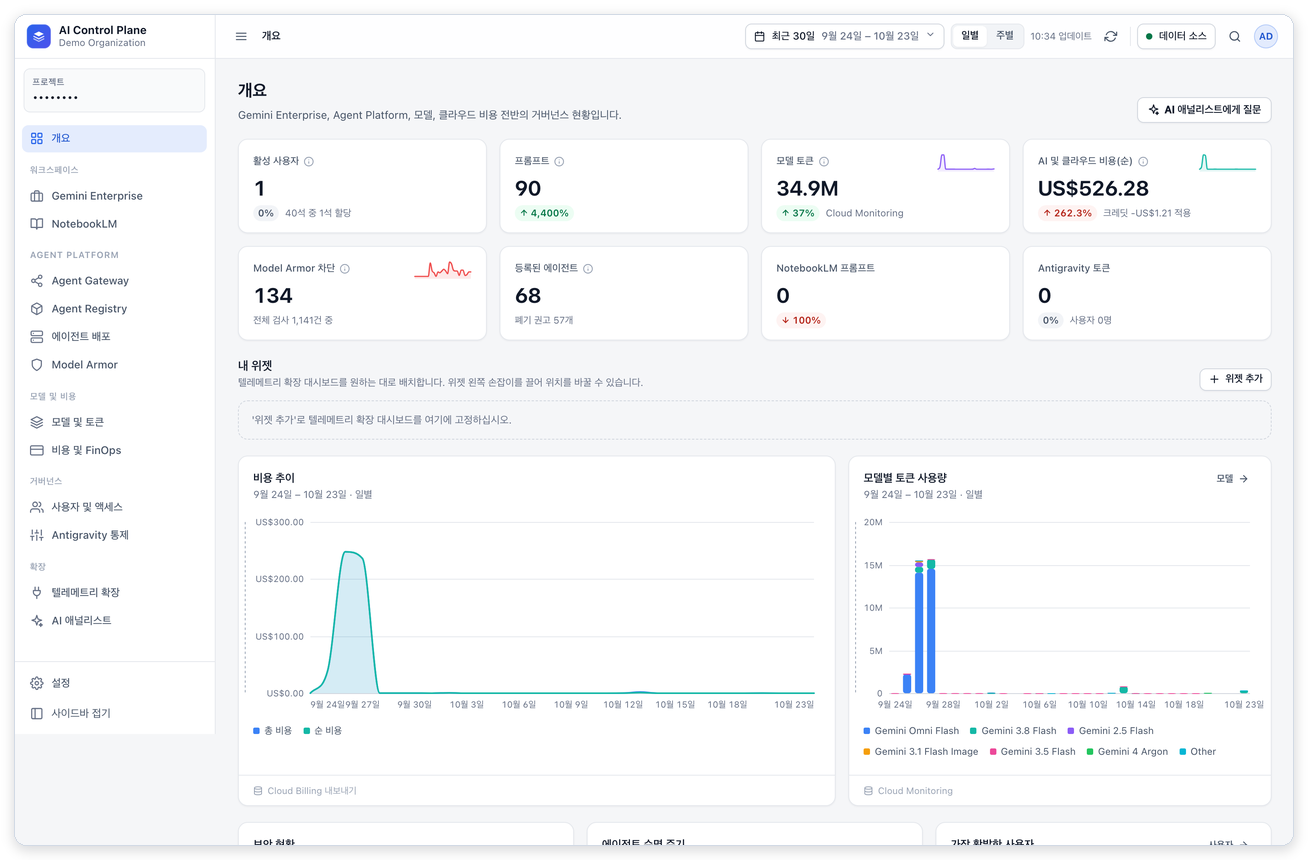 AI Control Plane
Demo Organization
프로젝트
••••••••
개요
워크스페이스
Gemini Enterprise
NotebookLM
AGENT PLATFORM
Agent Gateway
Agent Registry
에이전트 배포
Model Armor
모델 및 비용
모델 및 토큰
비용 및 FinOps
거버넌스
사용자 및 액세스
Antigravity 통제
확장
텔레메트리 확장
AI 애널리스트
설정
사이드바 접기
개요
최근 30일 9월 24일 – 10월 23일
일별 주별
10:34 업데이트
데이터 소스
AD
개요
Gemini Enterprise, Agent Platform, 모델, 클라우드 비용 전반의 거버넌스 현황입니다.
AI 애널리스트에게 질문
활성 사용자
1
0% 40석 중 1석 할당
프롬프트
90
↑ 4,400%
모델 토큰
34.9M
↑ 37% Cloud Monitoring
AI 및 클라우드 비용(순)
US$526.28
↑ 262.3% 크레딧 -US$1.21 적용
Model Armor 차단
134
전체 검사 1,141건 중
등록된 에이전트
68
폐기 권고 57개
NotebookLM 프롬프트
0
↓ 100%
Antigravity 토큰
0
0% 사용자 0명
내 위젯
텔레메트리 확장 대시보드를 원하는 대로 배치합니다. 위젯 왼쪽 손잡이를 끌어 위치를 바꿀 수 있습니다.
+ 위젯 추가
'위젯 추가'로 텔레메트리 확장 대시보드를 여기에 고정하십시오.
비용 추이
9월 24일 – 10월 23일 · 일별
US$300.00
US$200.00
US$100.00
US$0.00
9월 24일 9월 27일 9월 30일 10월 3일 10월 6일 10월 9일 10월 12일 10월 15일 10월 18일 10월 23일
총 비용 순 비용
Cloud Billing 내보내기
모델별 토큰 사용량
모델 →
9월 24일 – 10월 23일 · 일별
20M
15M
10M
5M
0
9월 24일 9월 28일 10월 2일 10월 6일 10월 10일 10월 14일 10월 18일 10월 23일
Gemini Omni Flash Gemini 3.8 Flash Gemini 2.5 Flash
Gemini 3.1 Flash Image Gemini 3.5 Flash Gemini 4 Argon Other
Cloud Monitoring
보안 현황
에이전트 수명 주기
가장 활발한 사용자
사용자 →